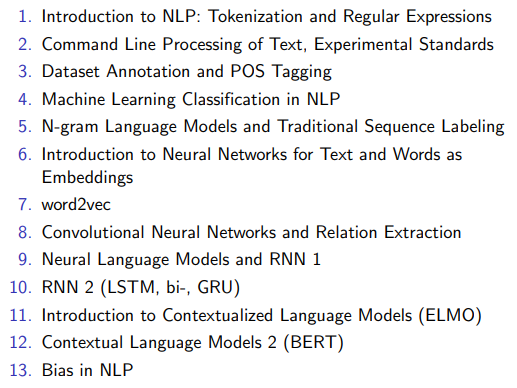 1. Introduction to NLP: Tokenization and Regular Expressions
2. Command Line Processing of Text, Experimental Standards
3. Dataset Annotation and POS Tagging
4. Machine Learning Classification in NLP
5. N-gram Language Models and Traditional Sequence Labeling
6. Introduction to Neural Networks for Text and Words as
Embeddings
7. word2vec
8. Convolutional Neural Networks and Relation Extraction
9. Neural Language Models and RNN 1
10. RNN 2 (LSTM, bi-, GRU)
11. Introduction to Contextualized Language Models (ELMO)
12. Contextual Language Models 2 (BERT)
13. Bias in NLP